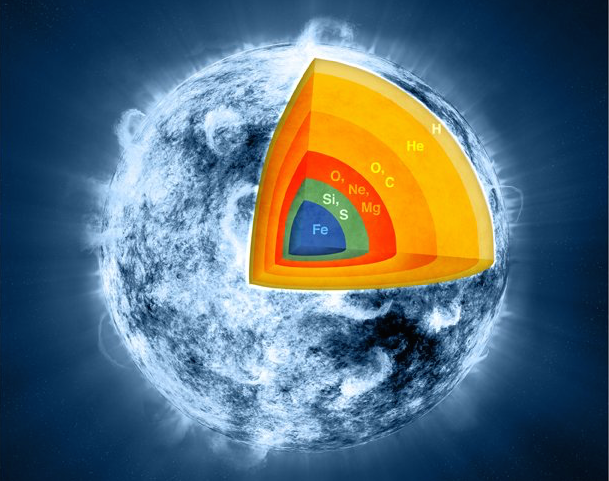 H
He
O,
C
O,
Ne,
Mg
Si,
S
Fe